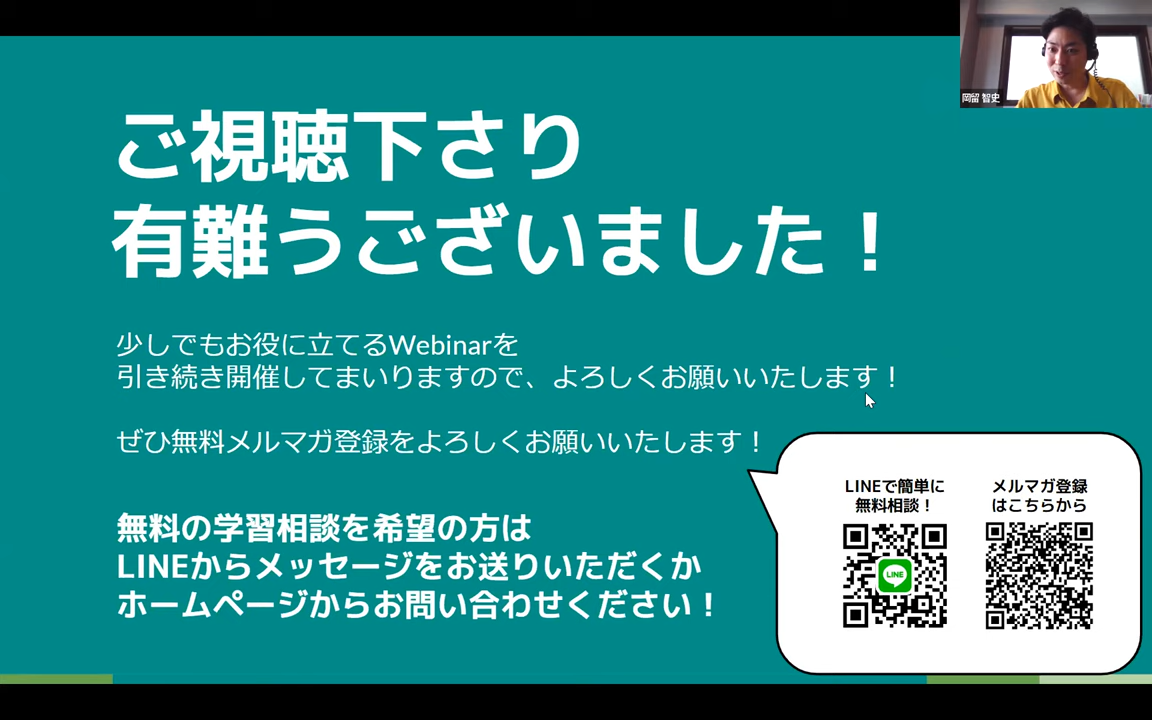 岡留 智史
ご視聴下さり
有難うございました！
少しでもお役に立てるWebinarを
引き続き開催してまいりますので、よろしくお願いいたします！
ぜひ無料メルマガ登録をよろしくお願いいたします！
無料の学習相談を希望の方は
LINEからメッセージをお送りいただくか
ホームページからお問い合わせください！
LINEで簡単に
無料相談！
LINE
メルマガ登録
はこちらから